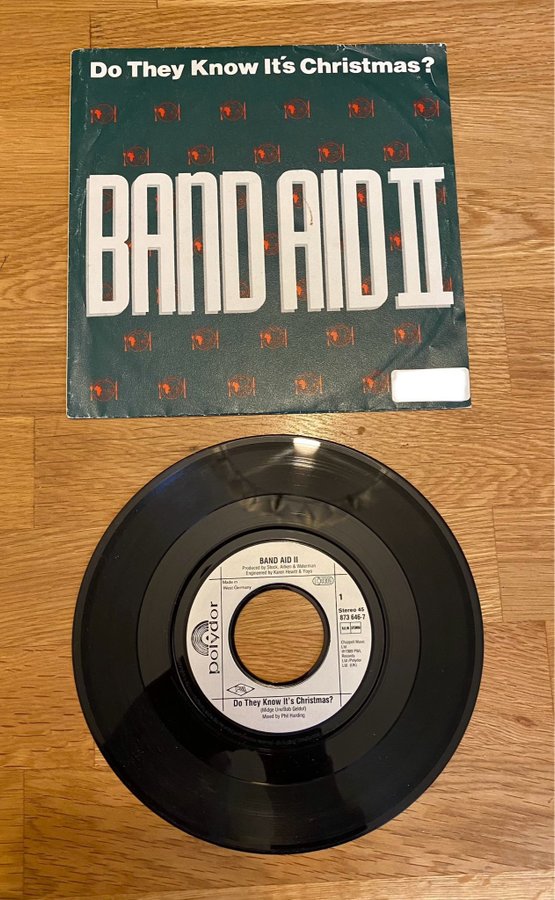 Do They Know It's Christmas?
BAND AID II
BAND AID II
Produced by Stock, Aitken & Waterman
Engineered by Karen Hewitt & Yoyo
Made in
West Germany
1
Stereo 45
873 646-7
polydor
Chappell Music
Ltd
℗1989 PWL
Records
Ltd./Polydor
Ltd. (UK)
PWL
Do They Know It's Christmas?
(Midge Ure/Bob Geldof)
Mixed by Phil Harding